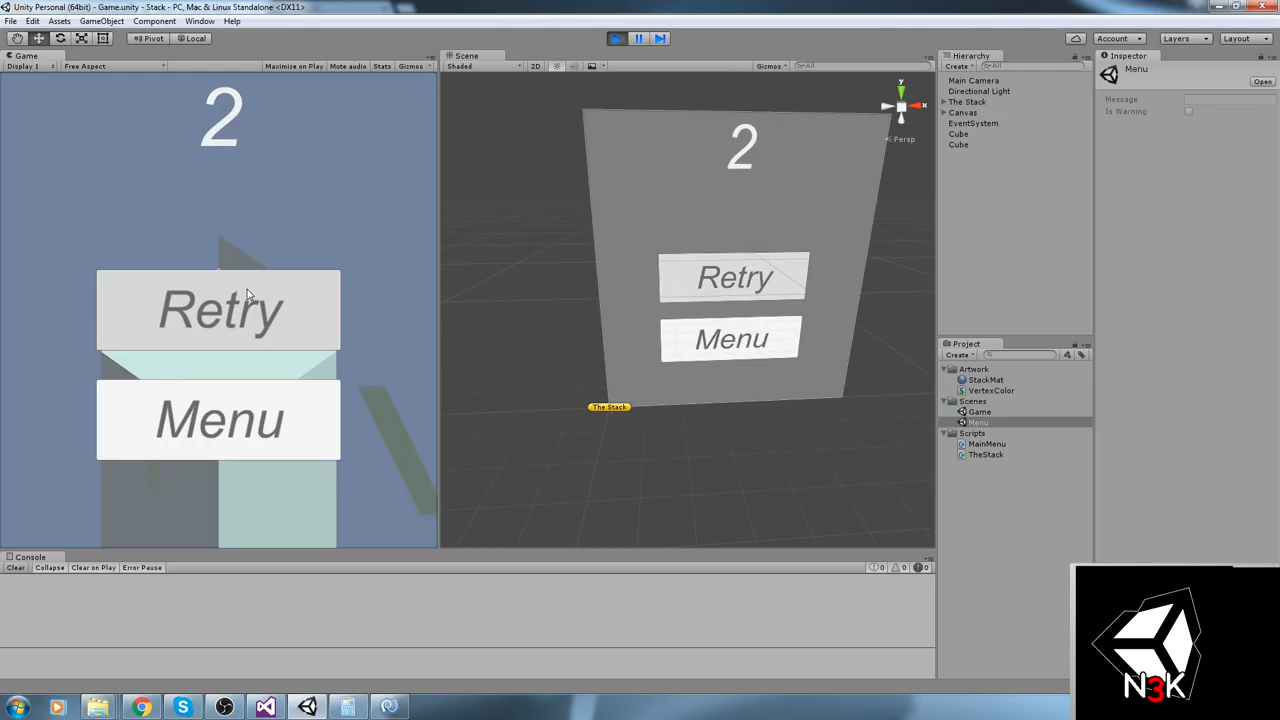 Unity Personal (64bit) - Game.unity - Stack - PC, Mac & Linux Standalone <DX11>
File Edit Assets GameObject Component Window Help
Pivot Local Account Layers Layout
Game Scene Hierarchy Inspector
Display 1 Free Aspect Maximize on Play Mute audio Stats Gizmos Shaded 2D Gizmos All Create All
Menu
Open
Message
Is Warning
Main Camera
Directional Light
The Stack
Canvas
EventSystem
Cube
Cube
2
Retry
Menu
y
x
Persp
2
Retry
Menu
The Stack
Project
Create
Artwork
StackMat
VertexColor
Scenes
Game
Menu
Scripts
MainMenu
TheStack
Console
Clear Collapse Clear on Play Error Pause 0 0 0
N3K